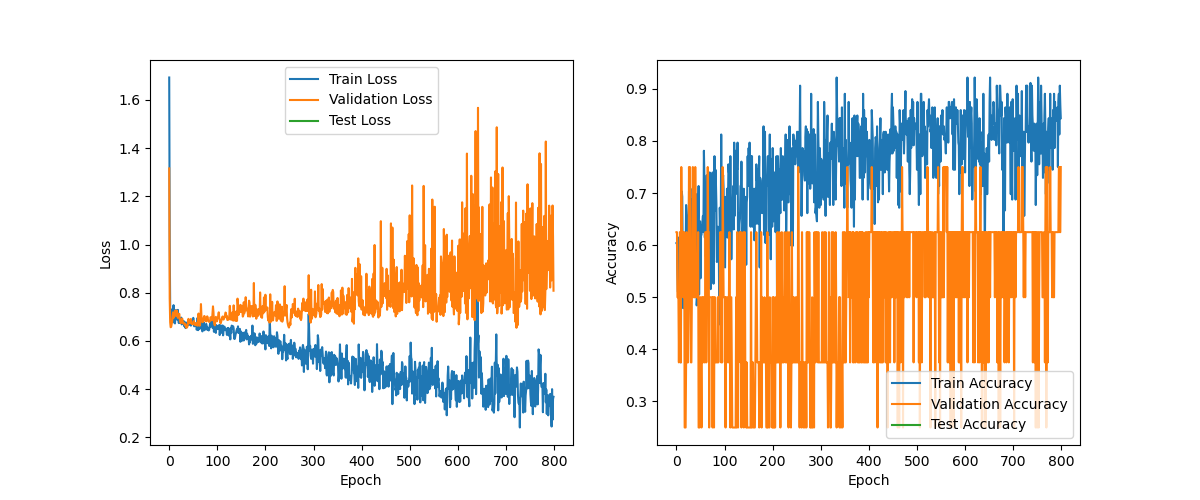 Train Loss
Validation Loss
Test Loss
1.6
1.4
1.2
1.0
0.8
0.6
0.4
0.2
Loss
0 100 200 300 400 500 600 700 800
Epoch
0.9
0.8
0.7
0.6
0.5
0.4
0.3
Accuracy
Train Accuracy
Validation Accuracy
Test Accuracy
0 100 200 300 400 500 600 700 800
Epoch